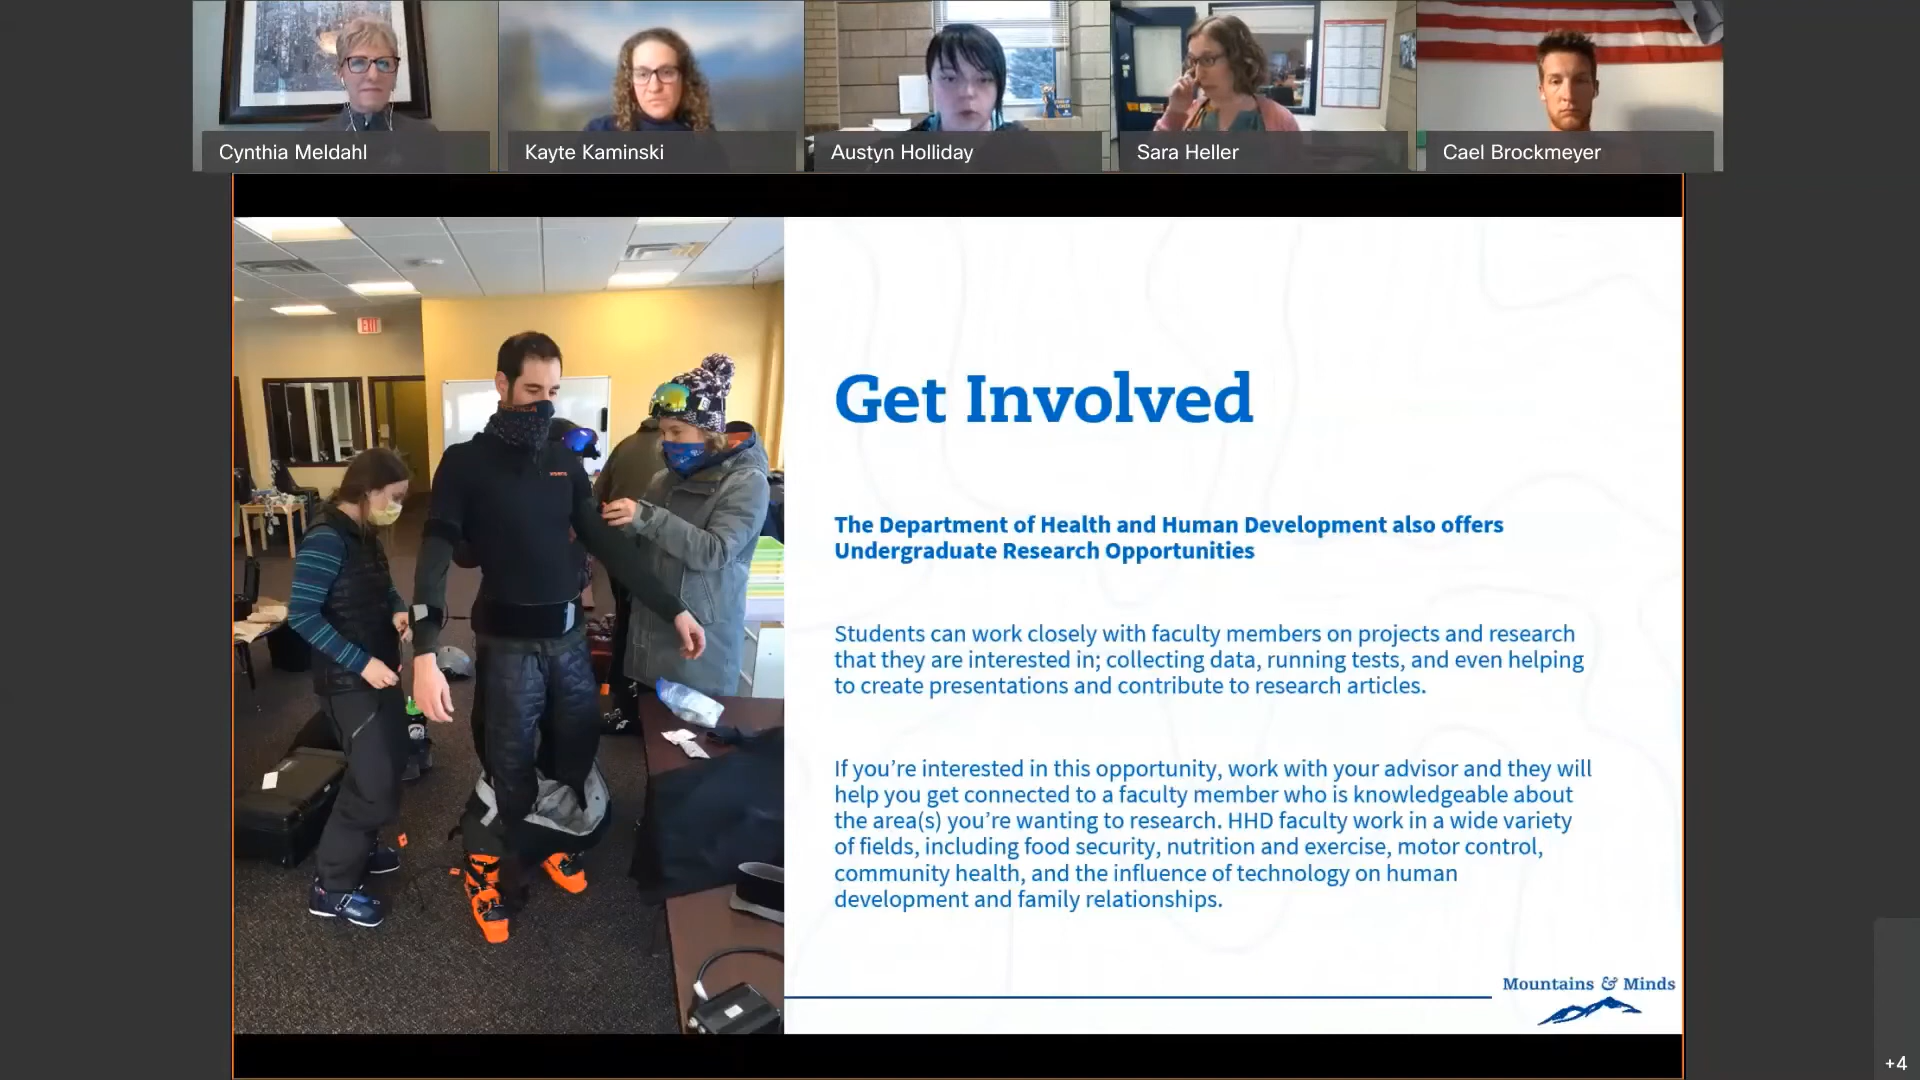 Cynthia Meldahl
Kayte Kaminski
Austyn Holliday
Sara Heller
Cael Brockmeyer
EXIT
Get Involved
The Department of Health and Human Development also offers
Undergraduate Research Opportunities
Students can work closely with faculty members on projects and research
that they are interested in; collecting data, running tests, and even helping
to create presentations and contribute to research articles.
If you’re interested in this opportunity, work with your advisor and they will
help you get connected to a faculty member who is knowledgeable about
the area(s) you’re wanting to research. HHD faculty work in a wide variety
of fields, including food security, nutrition and exercise, motor control,
community health, and the influence of technology on human
development and family relationships.
Mountains & Minds
+4